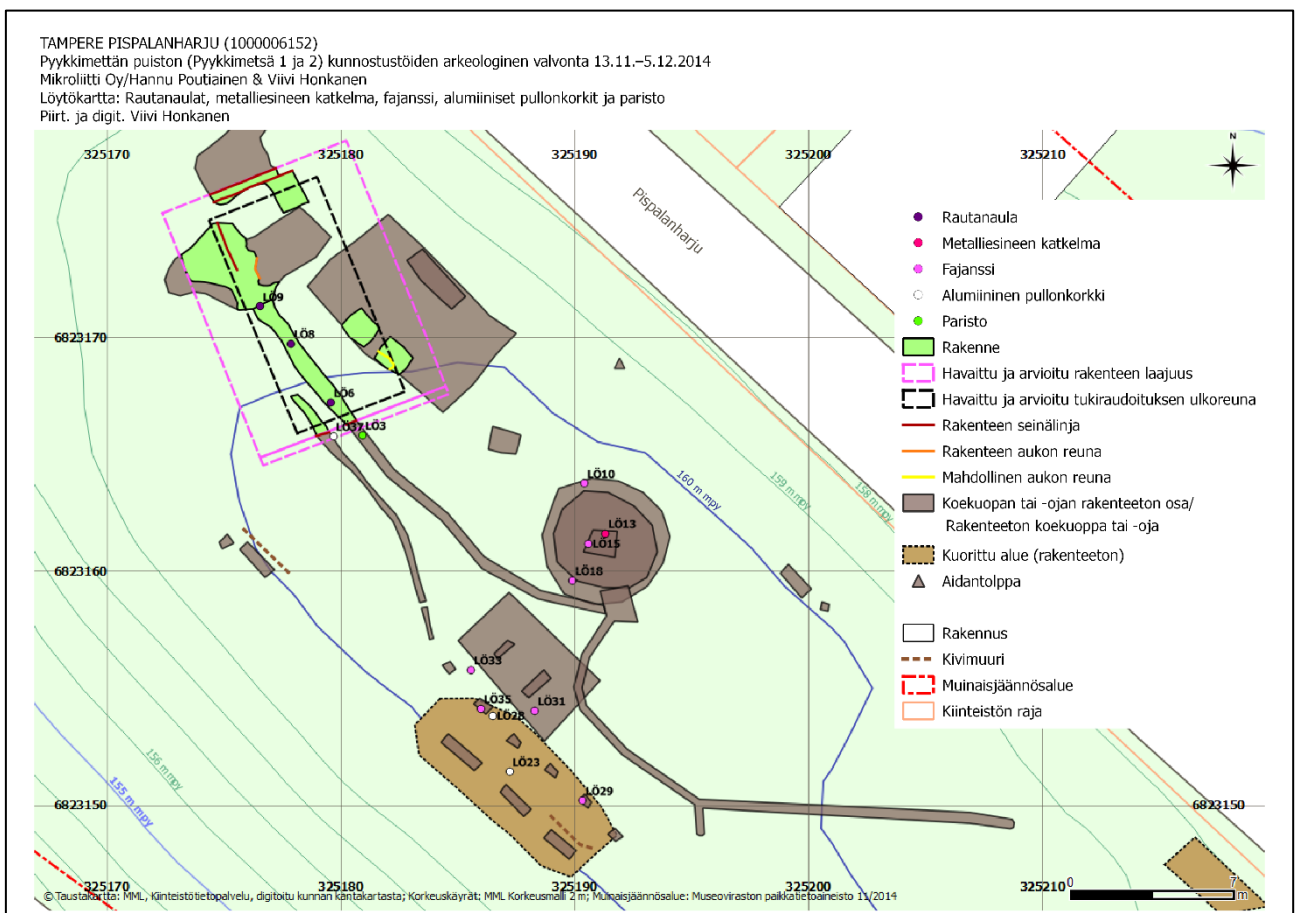 TAMPERE PISPALANHARJU (1000006152)
Pyykkimettän puiston (Pyykkimetsä 1 ja 2) kunnostustöiden arkeologinen valvonta 13.11.–5.12.2014
Mikroliitti Oy/Hannu Poutiainen & Viivi Honkanen
Löytökartta: Rautanaulat, metalliesineen katkelma, fajanssi, alumiiniset pullonkorkit ja paristo
Piirt. ja digit. Viivi Honkanen
325170
325180
325190
325200
325210
N
Pispalanharju
Rautanaula
Metalliesineen katkelma
Fajanssi
Alumiininen pullonkorkki
Paristo
Rakenne
Havaittu ja arvioitu rakenteen laajuus
Havaittu ja arvioitu tukiraudoituksen ulkoreuna
Rakenteen seinälinja
Rakenteen aukon reuna
Mahdollinen aukon reuna
Koekuopan tai -ojan rakenteeton osa/
Rakenteeton koekuoppa tai -oja
Kuorittu alue (rakenteeton)
Aidantolppa
Rakennus
Kivimuuri
Muinaisjäännösalue
Kiinteistön raja
LÖ9
6823170
LÖ8
LÖ6
LÖ37
LÖ3
160 m mpy
159 m mpy
158 m mpy
LÖ10
LÖ13
LÖ15
6823160
LÖ18
LÖ33
LÖ35
LÖ28
LÖ31
LÖ23
LÖ29
156 m mpy
155 m mpy
6823150
6823150
325170
325180
325190
325200
325210
0
7
m
© Taustakartta: MML, Kiinteistötietopalvelu, digitoitu kunnan kantakartasta; Korkeuskäyrät: MML Korkeusmalli 2 m; Muinaisjäännösalue: Museoviraston paikkatietoaineisto 11/2014